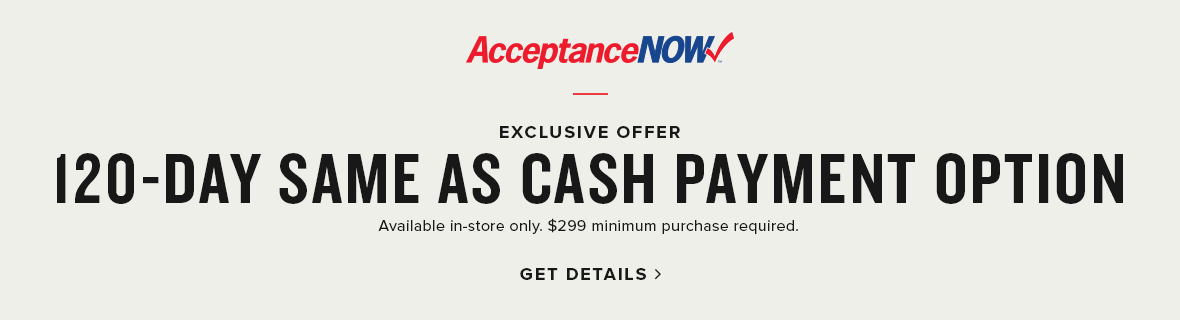 AcceptanceNOW™
EXCLUSIVE OFFER
120-DAY SAME AS CASH PAYMENT OPTION
Available in-store only. $299 minimum purchase required.
GET DETAILS >